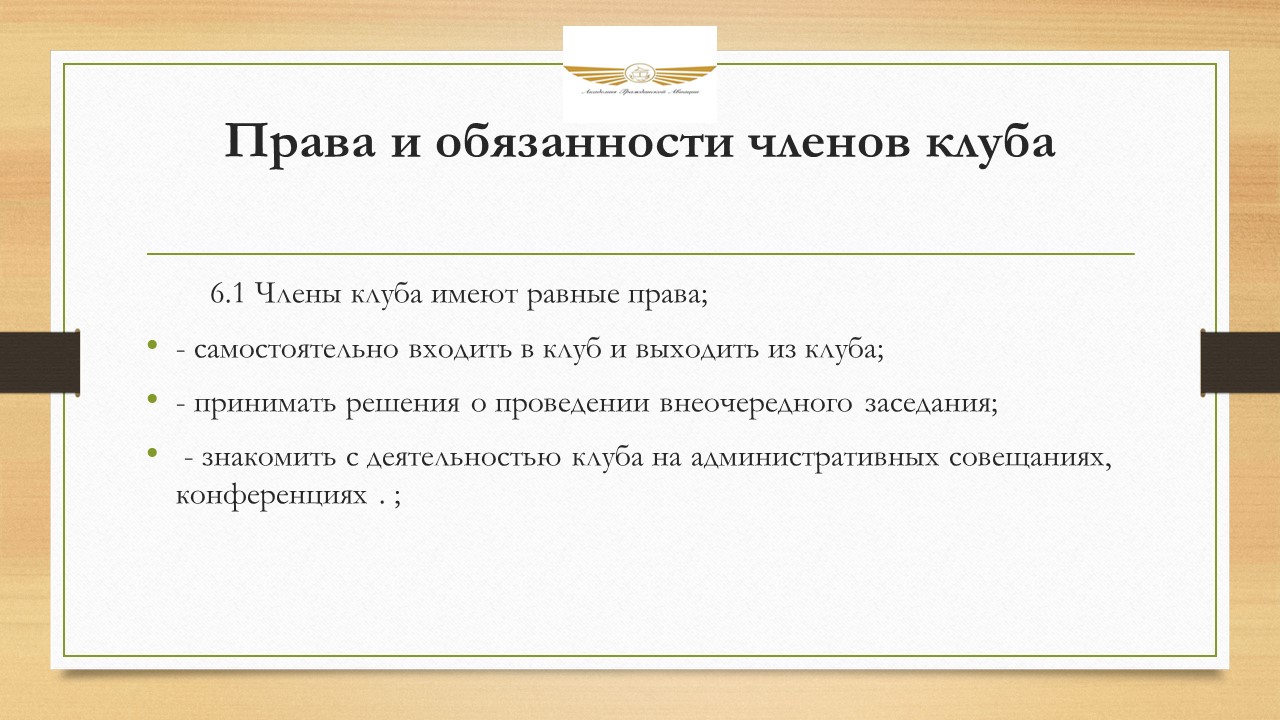 Академия Гражданской Авиации
Права и обязанности членов клуба
6.1 Члены клуба имеют равные права;
• - самостоятельно входить в клуб и выходить из клуба;
• - принимать решения о проведении внеочередного заседания;
• - знакомить с деятельностью клуба на административных совещаниях,
конференциях . ;